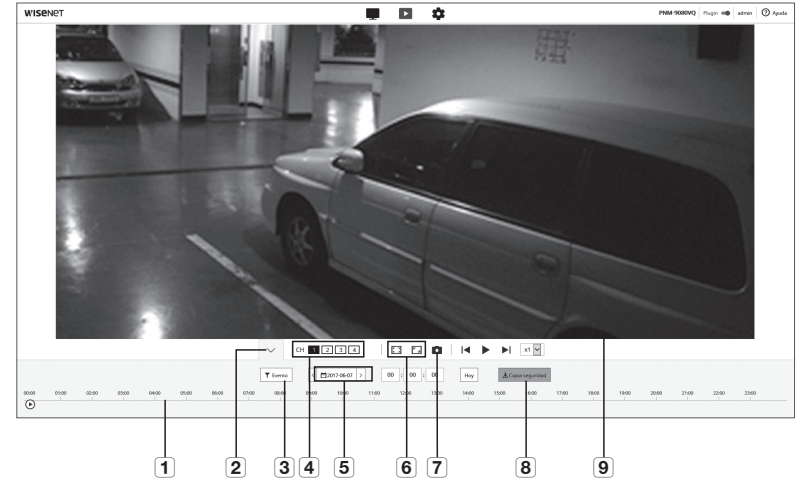 WISENET
PNM-9080VQ Plugin admin ? Ayuda
CH 1 2 3 4
x1
Evento
2017-06-07
00 : 00 : 00
Hoy
Copia seguridad
00:00 01:00 02:00 03:00 04:00 05:00 06:00 07:00 08:00 09:00 10:00 11:00 12:00 13:00 14:00 15:00 16:00 17:00 18:00 19:00 20:00 21:00 22:00 23:00
1 2 3 4 5 6 7 8 9